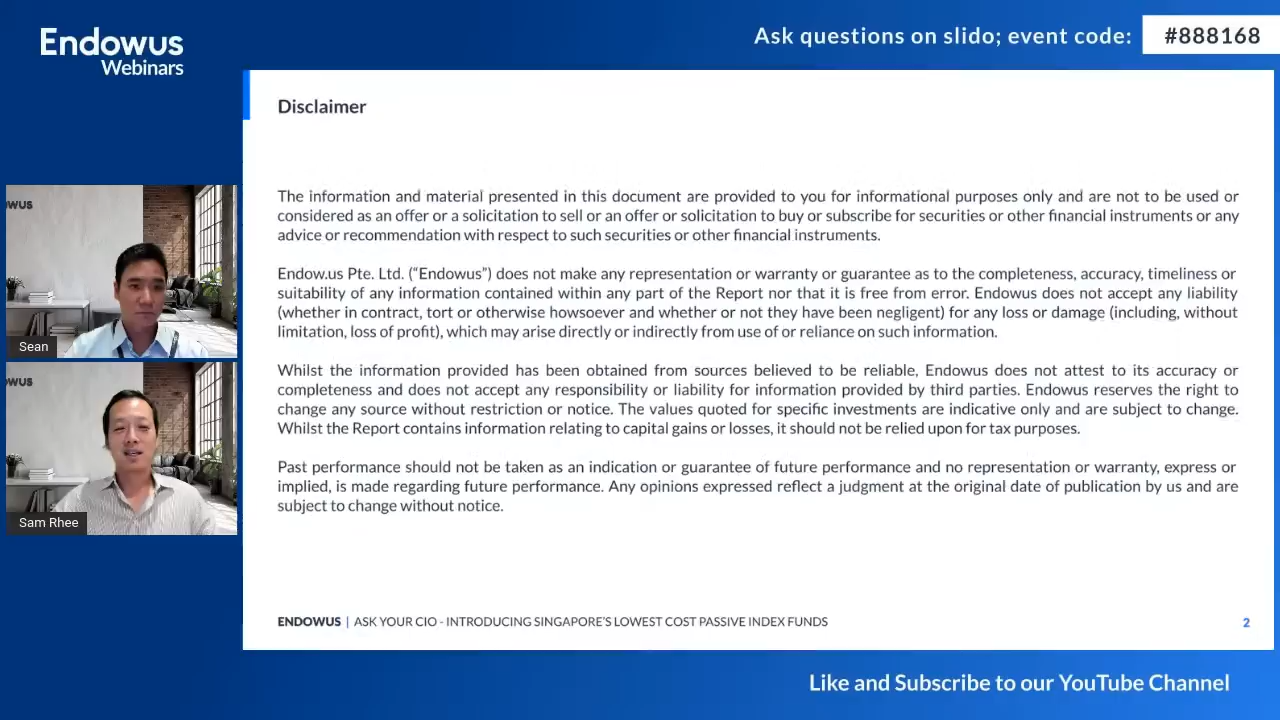 Endowus
Webinars
Ask questions on slido; event code:
#888168
Disclaimer
The information and material presented in this document are provided to you for informational purposes only and are not to be used or
considered as an offer or a solicitation to sell or an offer or solicitation to buy or subscribe for securities or other financial instruments or any
advice or recommendation with respect to such securities or other financial instruments.
Endow.us Pte. Ltd. (“Endowus”) does not make any representation or warranty or guarantee as to the completeness, accuracy, timeliness or
suitability of any information contained within any part of the Report nor that it is free from error. Endowus does not accept any liability
(whether in contract, tort or otherwise howsoever and whether or not they have been negligent) for any loss or damage (including, without
limitation, loss of profit), which may arise directly or indirectly from use of or reliance on such information.
Whilst the information provided has been obtained from sources believed to be reliable, Endowus does not attest to its accuracy or
completeness and does not accept any responsibility or liability for information provided by third parties. Endowus reserves the right to
change any source without restriction or notice. The values quoted for specific investments are indicative only and are subject to change.
Whilst the Report contains information relating to capital gains or losses, it should not be relied upon for tax purposes.
Past performance should not be taken as an indication or guarantee of future performance and no representation or warranty, express or
implied, is made regarding future performance. Any opinions expressed reflect a judgment at the original date of publication by us and are
subject to change without notice.
ENDOWUS | ASK YOUR CIO - INTRODUCING SINGAPORE'S LOWEST COST PASSIVE INDEX FUNDS
2
owus
Sean
owus
Sam Rhee
Like and Subscribe to our YouTube Channel